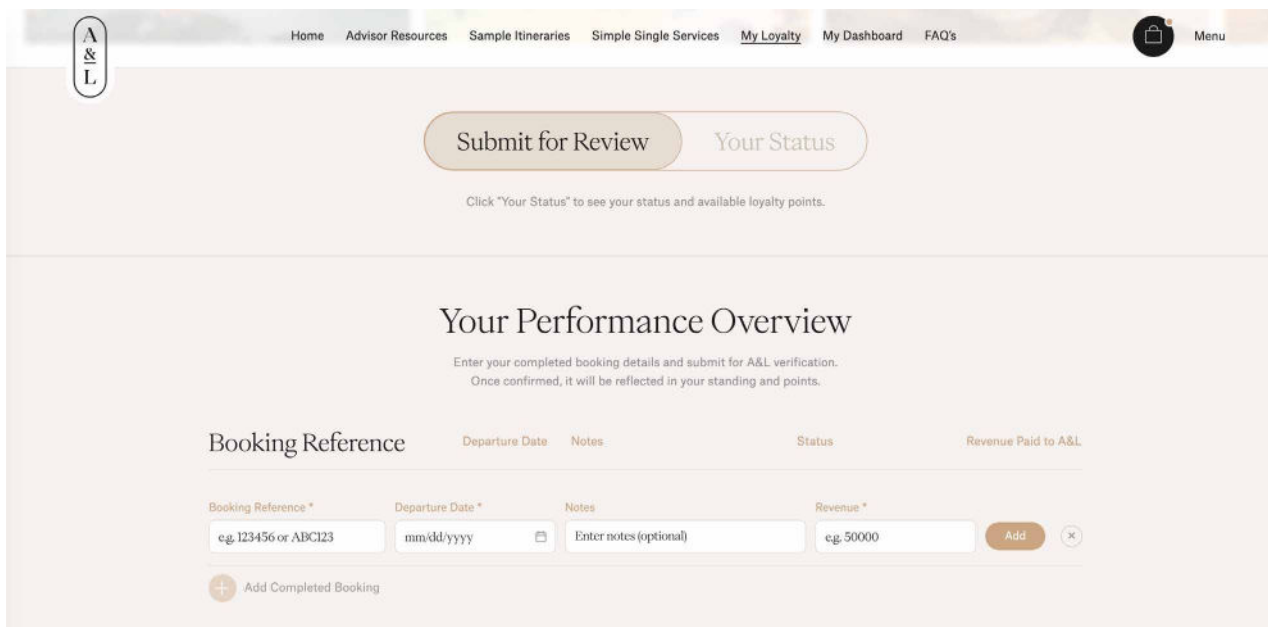 A
&
L
Home Advisor Resources Sample Itineraries Simple Single Services My Loyalty My Dashboard FAQ's Menu
Submit for Review Your Status
Click "Your Status" to see your status and available loyalty points.
Your Performance Overview
Enter your completed booking details and submit for A&L verification.
Once confirmed, it will be reflected in your standing and points.
Booking Reference Departure Date Notes Status Revenue Paid to A&L
Booking Reference * Departure Date * Notes Revenue *
e.g. 123456 or ABC123 mm/dd/yyyy Enter notes (optional) e.g. 50000 Add
Add Completed Booking